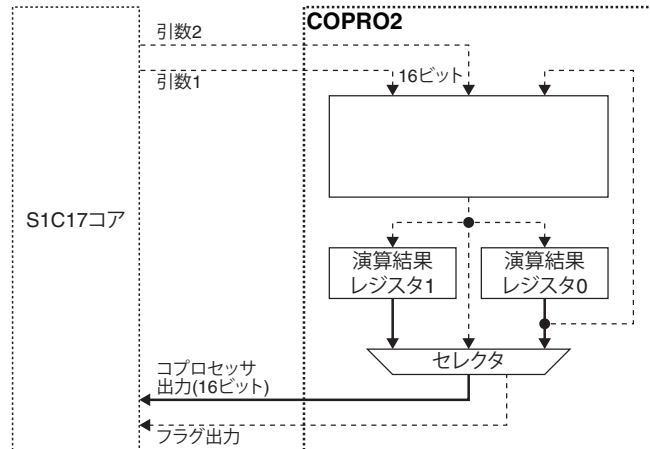 COPRO2
引数2
引数1
16ビット
S1C17コア
演算結果
レジスタ1
演算結果
レジスタ0
セレクタ
コプロセッサ
出力(16ビット)
フラグ出力